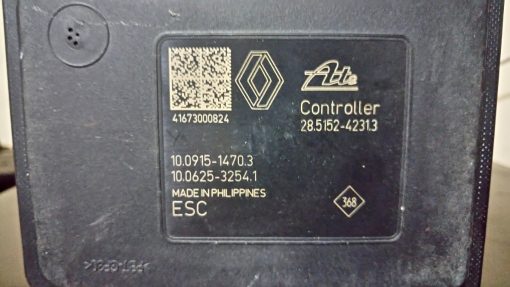 Ate
41673000824
Controller
28.5152-4231.3
10.0915-1470.3
10.0625-3254.1
MADE IN PHILIPPINES
ESC
368